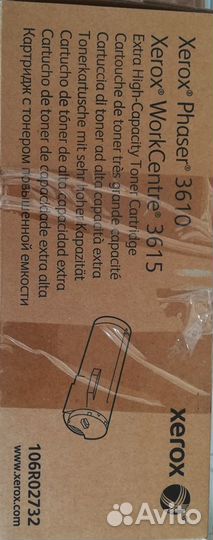 Xerox® Phaser® 3610
Xerox® WorkCentre® 3615
Extra High-Capacity Toner Cartridge
Cartouche de toner très grande capacité
Cartuccia di toner ad alta capacità extra
Tonerkartusche mit sehr hoher Kapazität
Cartucho de tóner de alta capacidad extra
Cartucho de toner de capacidade extra alta
Картридж с тонером повышенной емкости
xerox
106R02732
www.xerox.com
Avito